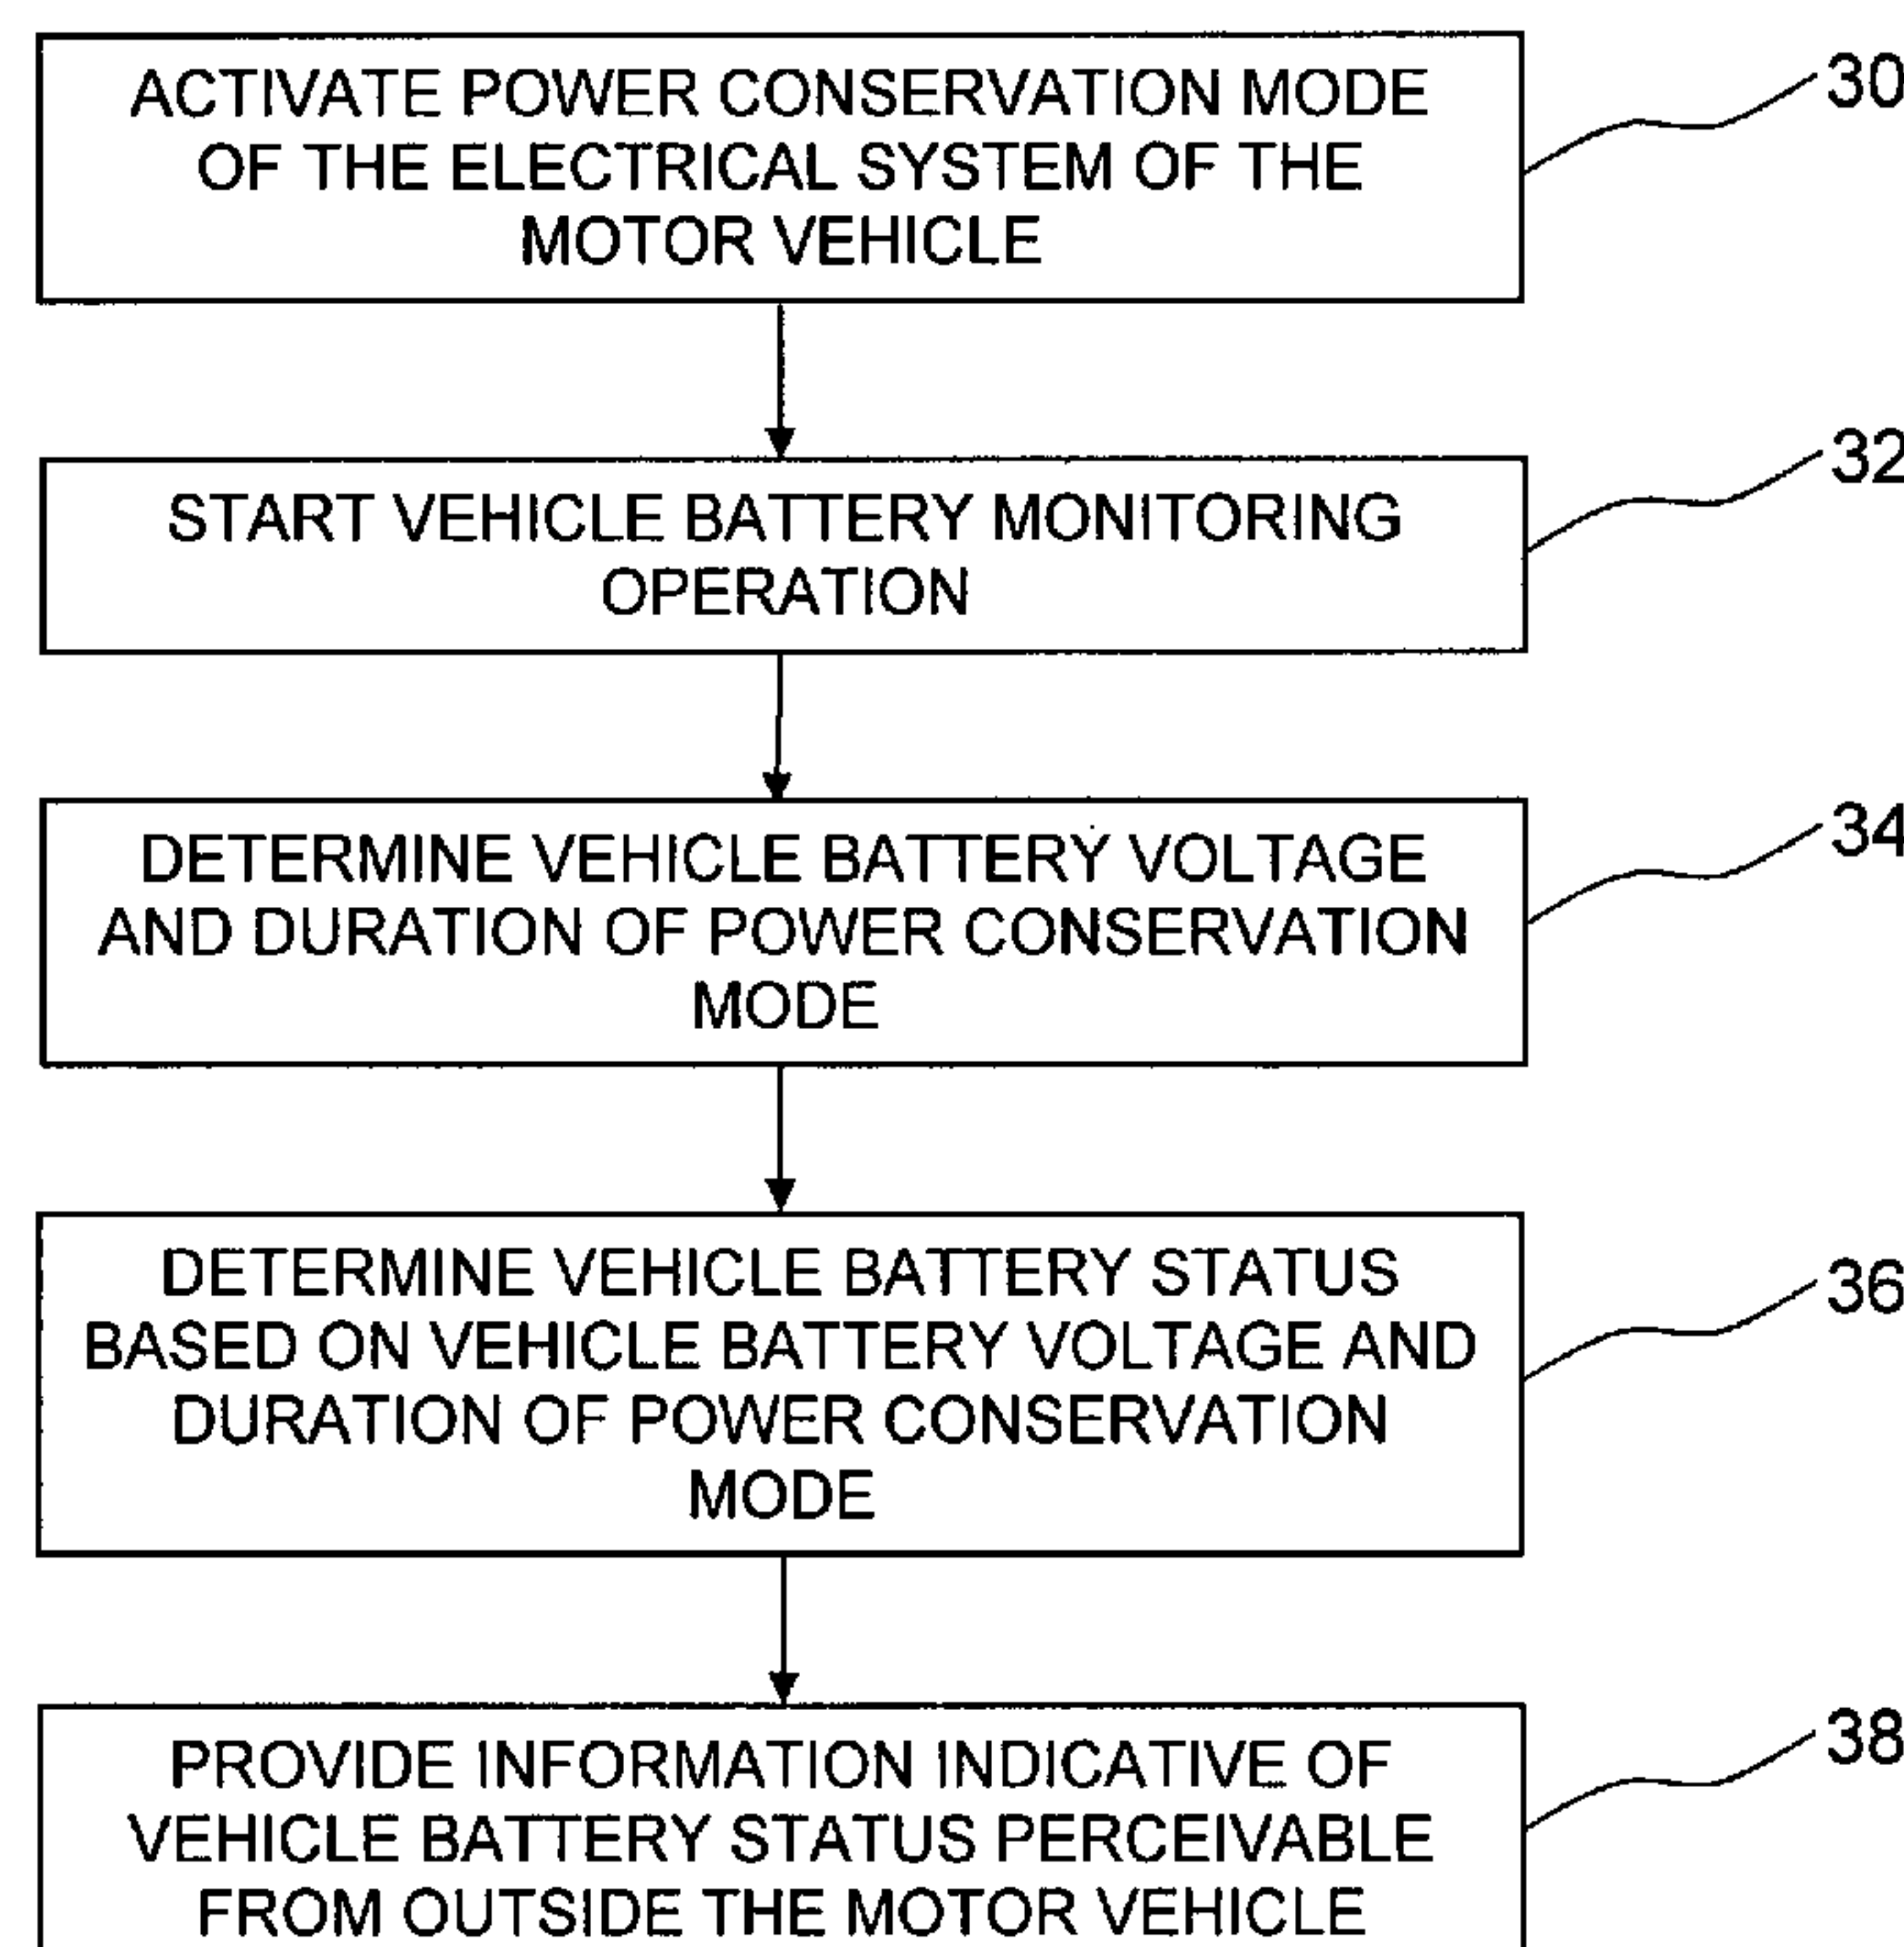 ACTIVATE POWER CONSERVATION MODE
OF THE ELECTRICAL SYSTEM OF THE
MOTOR VEHICLE
30
START VEHICLE BATTERY MONITORING
OPERATION
32
DETERMINE VEHICLE BATTERY VOLTAGE
AND DURATION OF POWER CONSERVATION
MODE
34
DETERMINE VEHICLE BATTERY STATUS
BASED ON VEHICLE BATTERY VOLTAGE AND
DURATION OF POWER CONSERVATION
MODE
36
PROVIDE INFORMATION INDICATIVE OF
VEHICLE BATTERY STATUS PERCEIVABLE
FROM OUTSIDE THE MOTOR VEHICLE
38